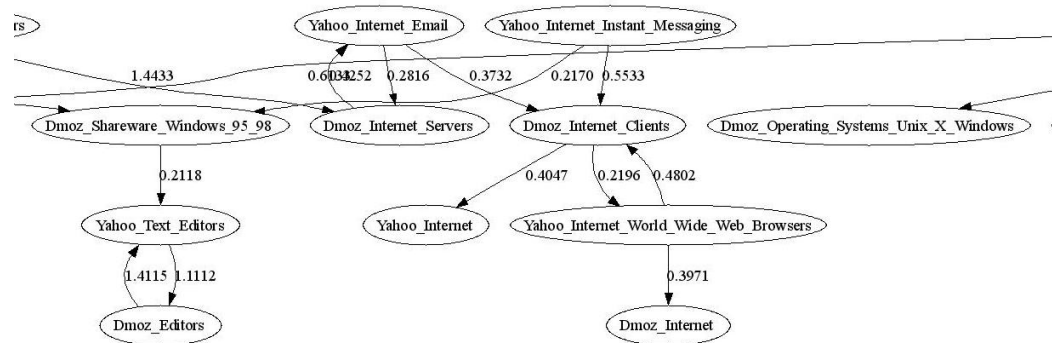 rs
Yahoo_Internet_Email
Yahoo_Internet_Instant_Messaging
1.4433
0.2816
0.3732
0.2170
0.5533
Dmoz_Shareware_Windows_95_98
Dmoz_Internet_Servers
Dmoz_Internet_Clients
Dmoz_Operating_Systems_Unix_X_Windows
0.2118
0.4047
0.2196
0.4802
Yahoo_Text_Editors
Yahoo_Internet
Yahoo_Internet_World_Wide_Web_Browsers
1.4115
1.1112
0.3971
Dmoz_Editors
Dmoz_Internet